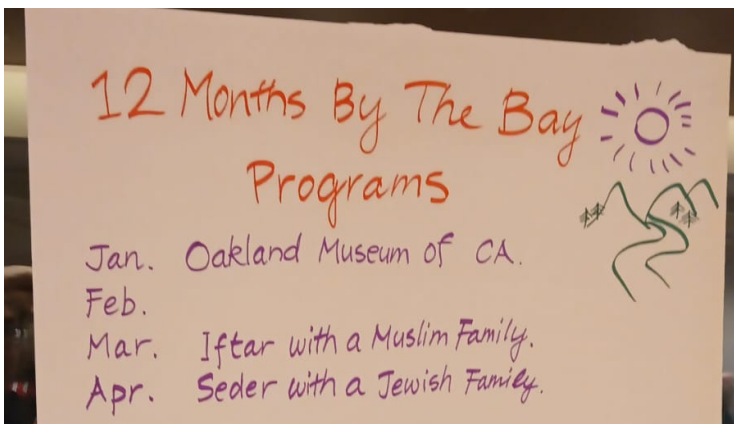 12 Months By The Bay
Programs
Jan. Oakland Museum of CA.
Feb.
Mar. Iftar with a Muslim Family.
Apr. Seder with a Jewish Family.